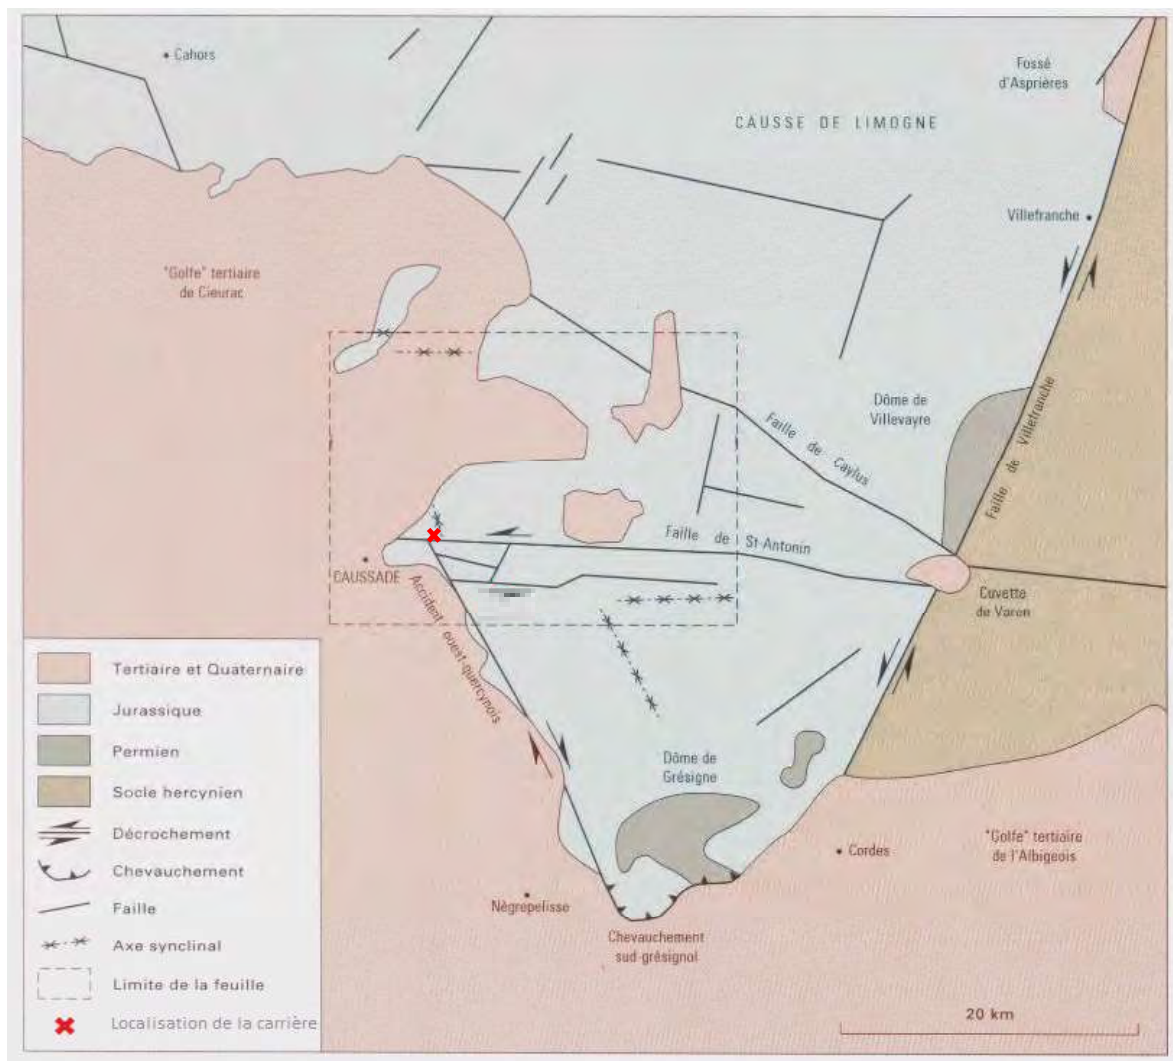 Cahors
Fossé
d'Asprières
CAUSSE DE LIMOGNE
Villefranche
"Golfe" tertiaire
de Cieurac
Dôme de
Villevayre
Faille de Villefranche
Faille de Caylus
Faille de St-Antonin
CAUSSADE
Cuvette
de Varen
Accident ouest-quercynois
Tertiaire et Quaternaire
Jurassique
Permien
Socle hercynien
Décrochement
Chevauchement
Faille
Axe synclinal
Limite de la feuille
Localisation de la carrière
Dôme de
Grésigne
Cordes
"Golfe" tertiaire
de l'Albigeois
Nègrepelisse
Chevauchement
sud-grésignol
20 km